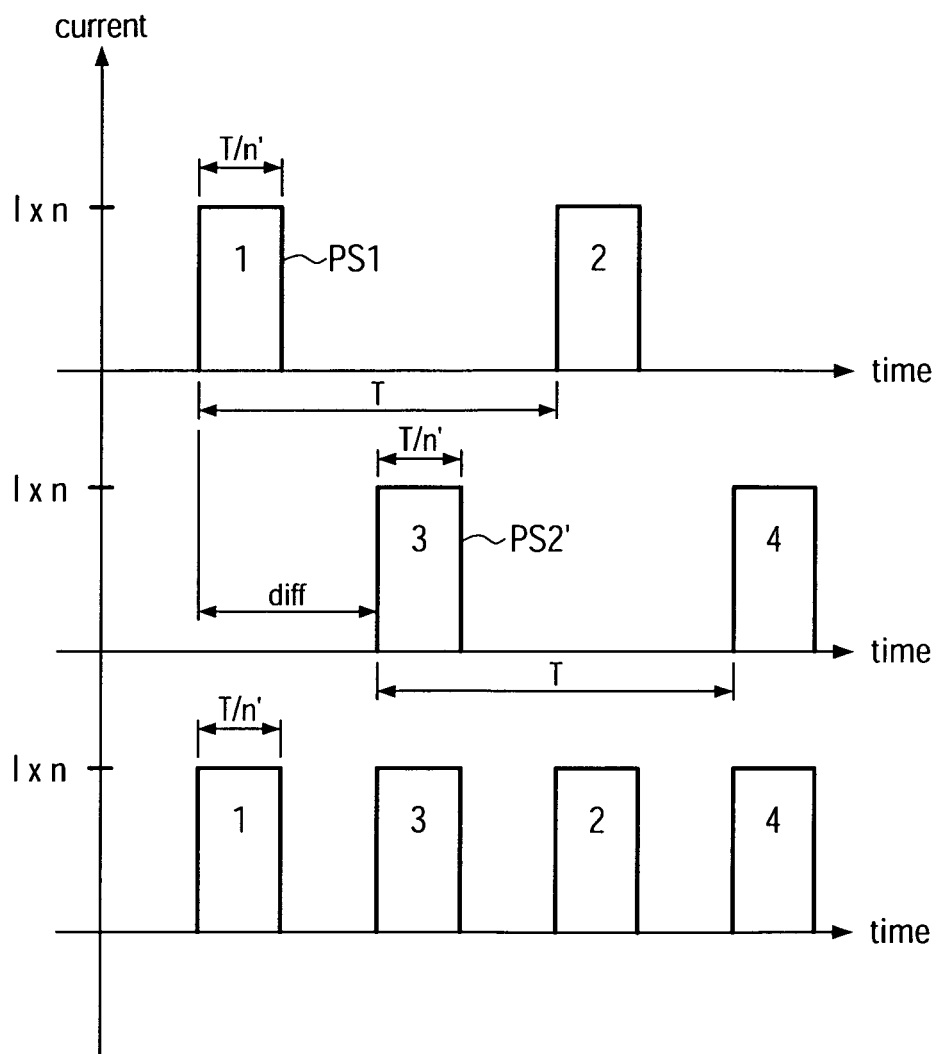 current
T/n'
I x n
1
PS1
2
time
T
T/n'
I x n
3
PS2'
4
diff
time
T
T/n'
I x n
1
3
2
4
time